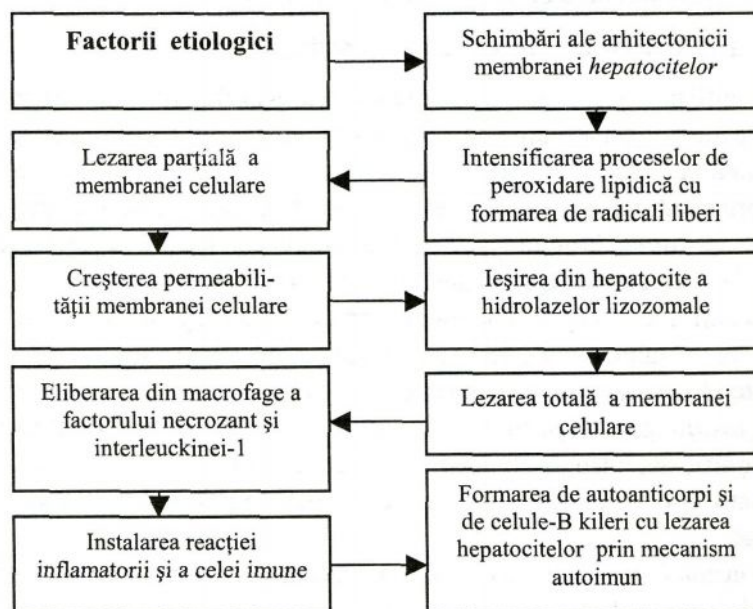 Factorii etiologici
Schimbări ale arhitectonicii
membranei hepatocitelor
Intensificarea proceselor de
peroxidare lipidică cu
formarea de radicali liberi
Lezarea parțială a
membranei celulare
Creşterea permeabili-
tății membranei celulare
Ieşirea din hepatocite a
hidrolazelor lizozomale
Lezarea totală a membranei
celulare
Eliberarea din macrofage a
factorului necrozant şi
interleuckinei-1
Instalarea reacției
inflamatorii şi a celei imune
Formarea de autoanticorpi şi
de celule-B kileri cu lezarea
hepatocitelor prin mecanism
autoimun